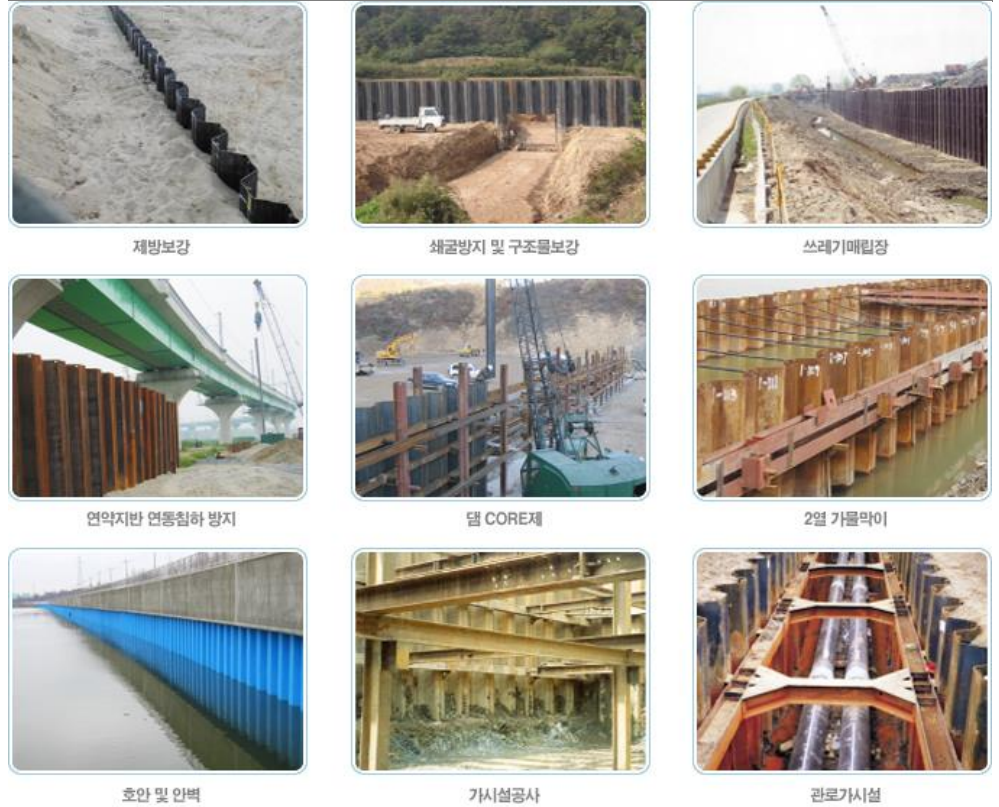 제방보강
쇄굴방지 및 구조물보강
쓰레기매립장
연약지반 연동침하 방지
댐 CORE제
2열 가물막이
호안 및 안벽
가시설공사
관로가시설